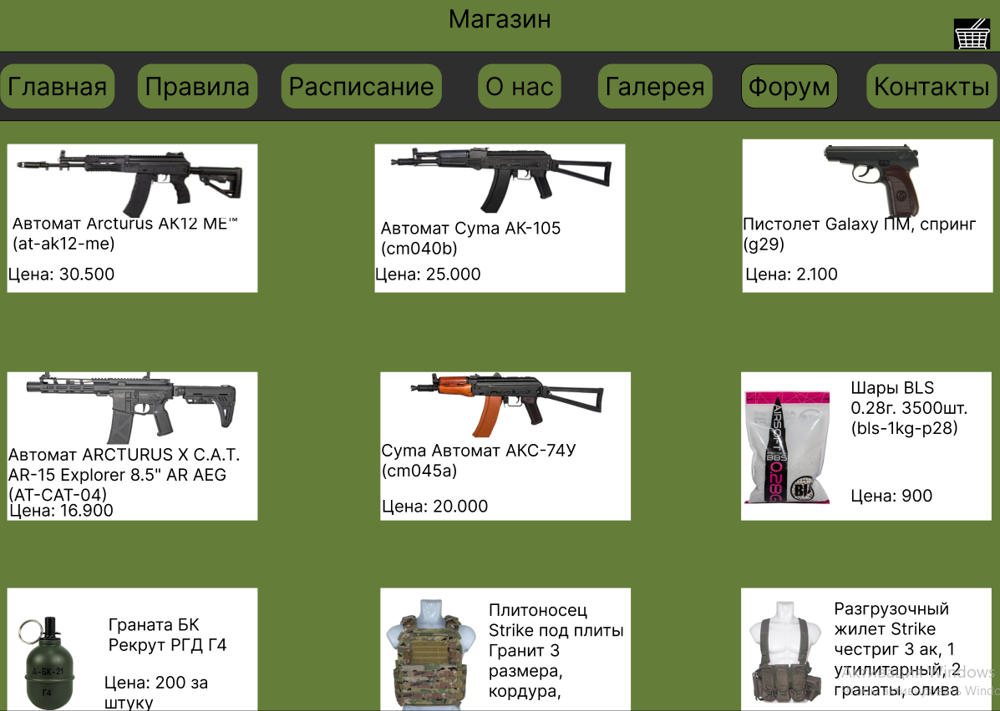 Магазин
Главная
Правила
Расписание
О нас
Галерея
Форум
Контакты
Автомат Arcturus АК12 ME™
(at-ak12-me)
Цена: 30.500
Автомат Cyma АК-105
(cm040b)
Цена: 25.000
Пистолет Galaxy ПМ, спринг
(g29)
Цена: 2.100
Автомат ARCTURUS X C.A.T.
AR-15 Explorer 8.5" AR AEG
(AT-CAT-04)
Цена: 16.900
Cyma Автомат АКС-74У
(cm045a)
Цена: 20.000
AIRSOFT
BBS
0.28G
Шары BLS
0.28г. 3500шт.
(bls-1kg-p28)
Цена: 900
Д-БК-21
Г4
Граната БК
Рекрут РГД Г4
Цена: 200 за
штуку
Плитоносец
Strike под плиты
Гранит 3
размера,
кордура,
Разгрузочный
жилет Strike
честриг 3 ак, 1
утилитарный, 2
гранаты, олива
Активация Windows